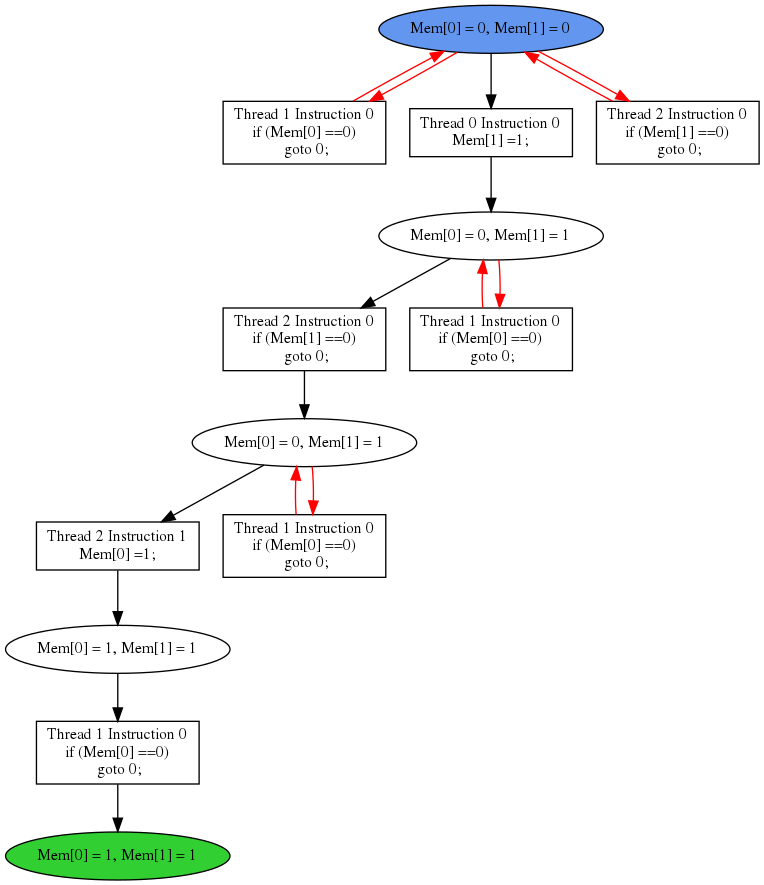 Mem[0] = 0, Mem[1] = 0
Thread 1 Instruction 0
if (Mem[0] ==0)
goto 0;
Thread 0 Instruction 0
Mem[1] =1;
Thread 2 Instruction 0
if (Mem[1] ==0)
goto 0;
Mem[0] = 0, Mem[1] = 1
Thread 2 Instruction 0
if (Mem[1] ==0)
goto 0;
Thread 1 Instruction 0
if (Mem[0] ==0)
goto 0;
Mem[0] = 0, Mem[1] = 1
Thread 2 Instruction 1
Mem[0] =1;
Thread 1 Instruction 0
if (Mem[0] ==0)
goto 0;
Mem[0] = 1, Mem[1] = 1
Thread 1 Instruction 0
if (Mem[0] ==0)
goto 0;
Mem[0] = 1, Mem[1] = 1